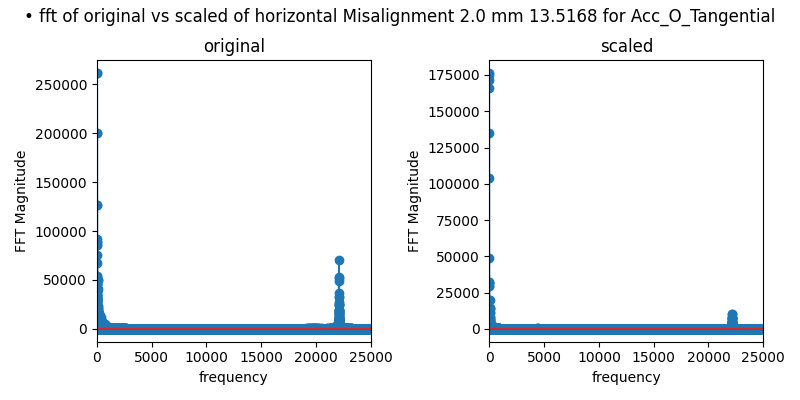 • fft of original vs scaled of horizontal Misalignment 2.0 mm 13.5168 for Acc_O_Tangential
original
FFT Magnitude
250000
200000
150000
100000
50000
0
0 5000 10000 15000 20000 25000
frequency
scaled
FFT Magnitude
175000
150000
125000
100000
75000
50000
25000
0
0 5000 10000 15000 20000 25000
frequency